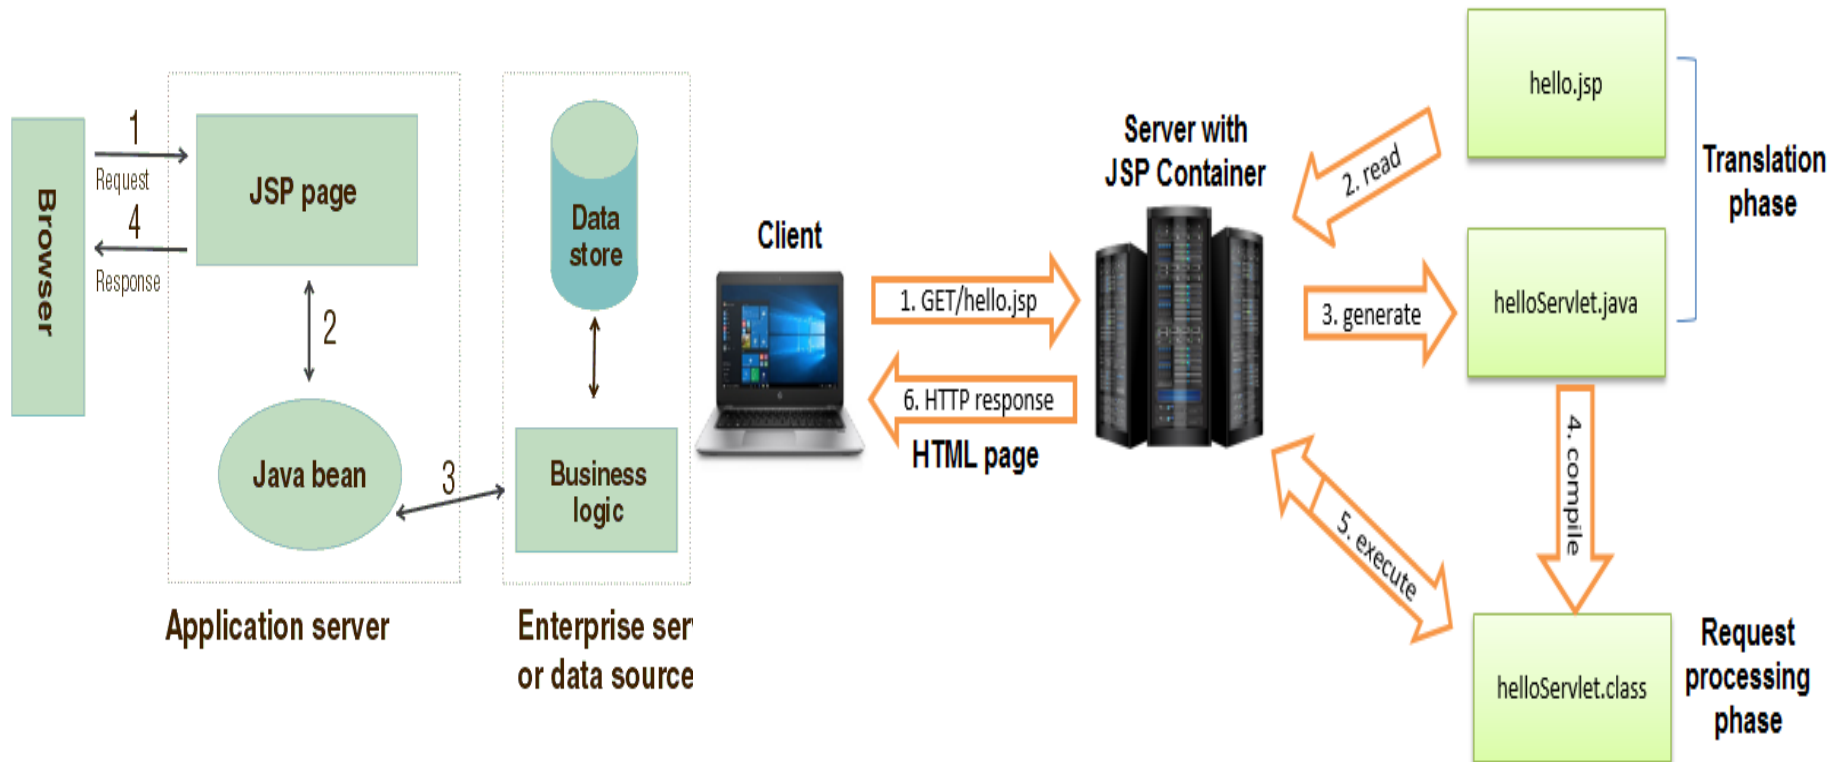 Browser
1
Request
4
Response
JSP page
2
Java bean
3
Application server
Data
store
Business
logic
Enterprise ser
or data source
Client
1. GET/hello.jsp
6. HTTP response
HTML page
Server with
JSP Container
2. read
3. generate
hello.jsp
helloServlet.java
Translation
phase
4. compile
5. execute
helloServlet.class
Request
processing
phase